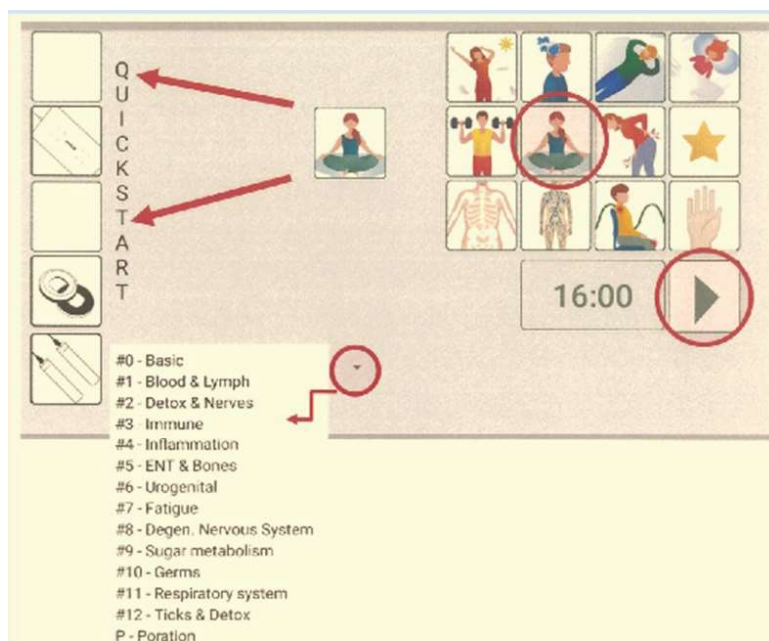 QUICKSTART
16:00
#0 - Basic
#1 - Blood & Lymph
#2 - Detox & Nerves
#3 - Immune
#4 - Inflammation
#5 - ENT & Bones
#6 - Urogenital
#7 - Fatigue
#8 - Degen. Nervous System
#9 - Sugar metabolism
#10 - Germs
#11 - Respiratory system
#12 - Ticks & Detox
P - Poration